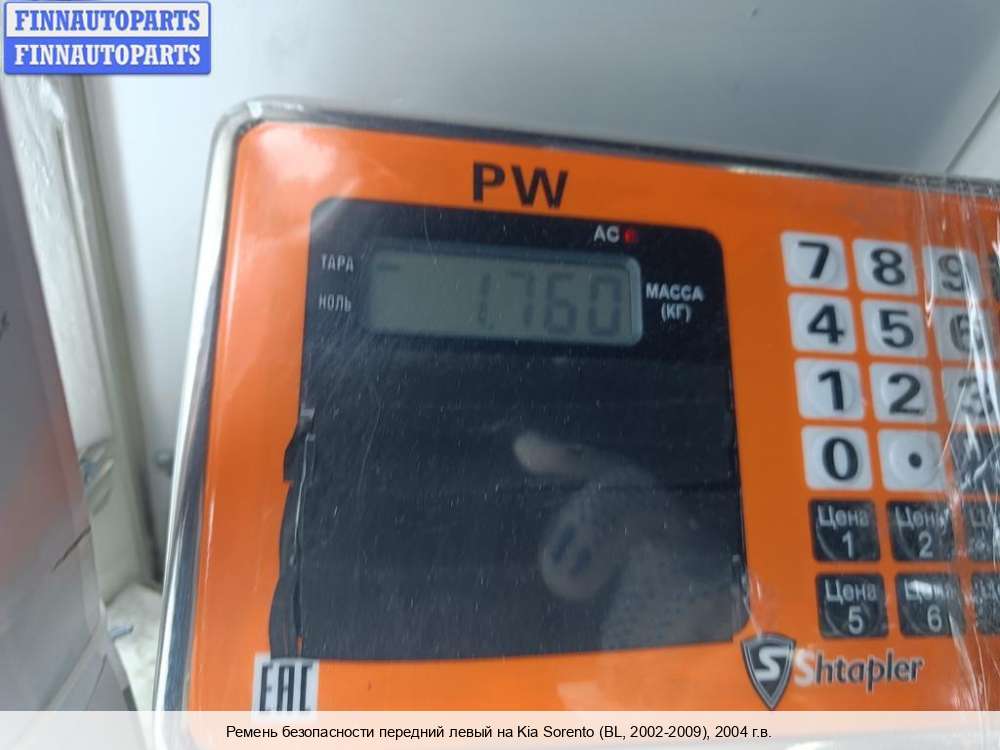 FINNAUTOPARTS
FINNAUTOPARTS
PW
AC
ТАРА
НОЛЬ
1.760
МАССА
(КГ)
7 8 9
4 5 6
1 2 3
0 .
Цена 1
Цена 2
Цена 5
Цена 6
Shtapler
EAC
Ремень безопасности передний левый на Kia Sorento (BL, 2002-2009), 2004 г.в.